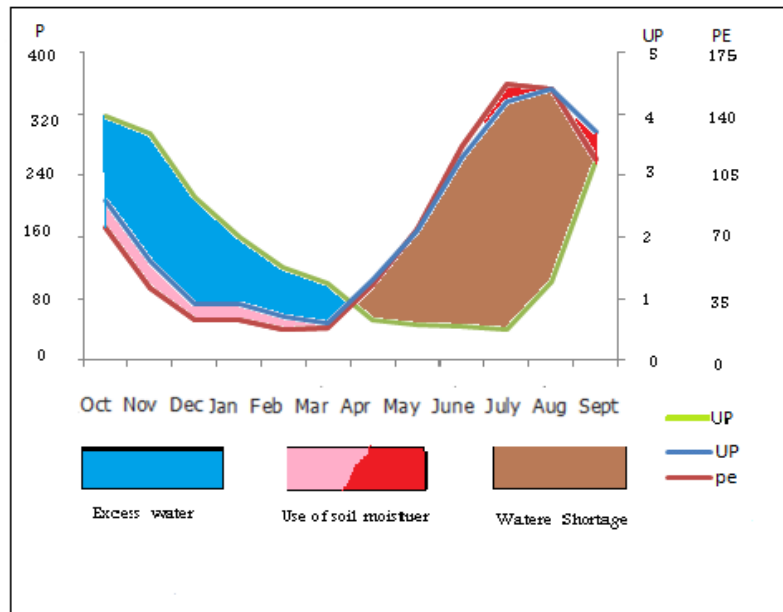 P UP PE
400 5 175
320 4 140
240 3 105
160 2 70
80 1 35
0 0 0
Oct Nov Dec Jan Feb Mar Apr May June July Aug Sept
UP
UP
pe
Excess water
Use of soil moistuer
Watere Shortage